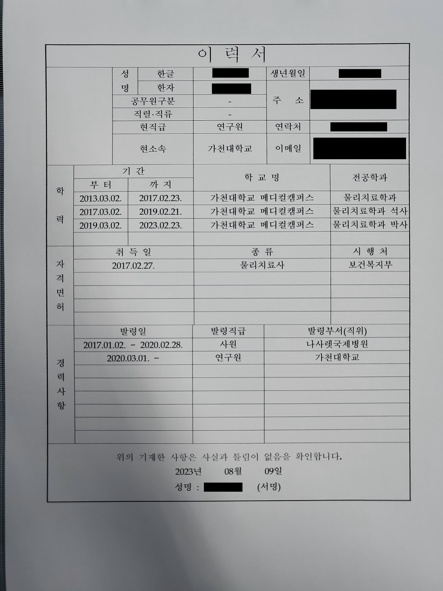 이 력 서
성 명 한글 생년월일
한자 주 소
공무원구분 -
직렬·직류 -
현직급 연구원 연락처
현소속 가천대학교 이메일
학 력
기 간 학 교 명 전공학과
부 터 까 지
2013.03.02. 2017.02.23. 가천대학교 메디컬캠퍼스 물리치료학과
2017.03.02. 2019.02.21. 가천대학교 메디컬캠퍼스 물리치료학과 석사
2019.03.02. 2023.02.23. 가천대학교 메디컬캠퍼스 물리치료학과 박사
자 격 면 허
취 득 일 종 류 시 행 처
2017.02.27. 물리치료사 보건복지부
경 력 사 항
발령일 발령직급 발령부서(직위)
2017.01.02. - 2020.02.28. 사원 나사렛국제병원
2020.03.01. - 연구원 가천대학교
위의 기재한 사항은 사실과 틀림이 없음을 확인합니다.
2023년 08월 09일
성명 : (서명)